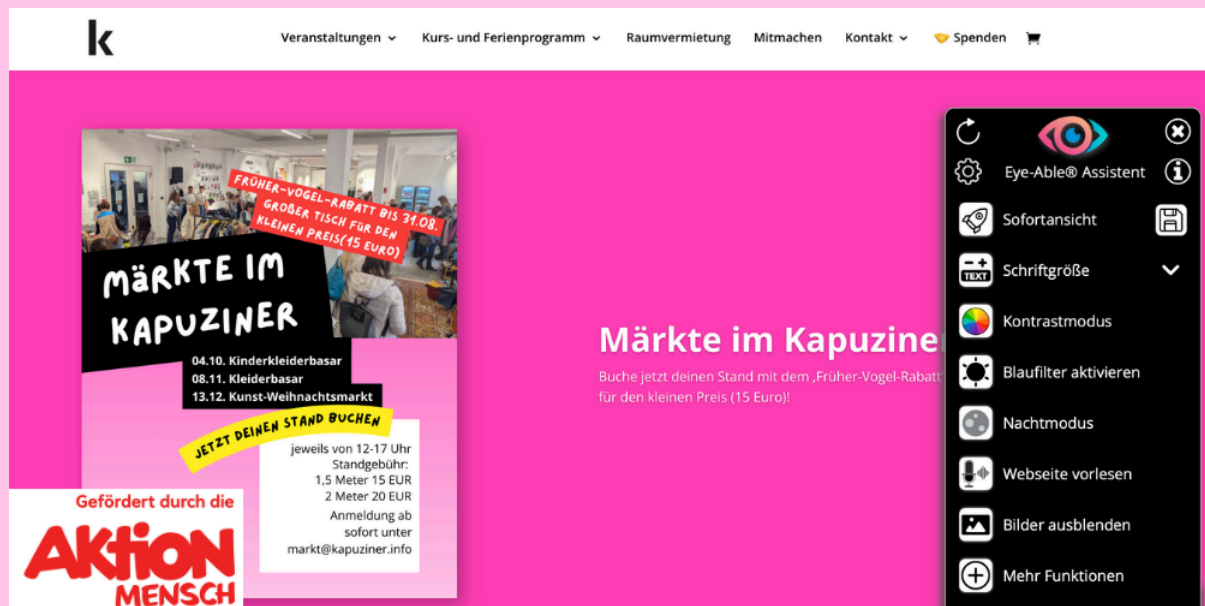 k
Veranstaltungen
Kurs- und Ferienprogramm
Raumvermietung
Mitmachen
Kontakt
Spenden
FRÜHER-VOGEL-RABATT BIS 31.08.
GROßER TISCH FÜR DEN
KLEINEN PREIS(15 EURO)
MäRKTE IM
KAPUZINER
04.10. Kinderkleiderbasar
08.11. Kleiderbasar
13.12. Kunst-Weihnachtsmarkt
JETZT DEINEN STAND BUCHEN
jeweils von 12-17 Uhr
Standgebühr:
1,5 Meter 15 EUR
2 Meter 20 EUR
Anmeldung ab
sofort unter
markt@kapuziner.info
Gefördert durch die
AKtion
MENSCH
Märkte im Kapuzine
Buche jetzt deinen Stand mit dem ‚Früher-Vogel-Rabatt‘
für den kleinen Preis (15 Euro)!
Eye-Able® Assistent
Sofortansicht
TEXT
Schriftgröße
Kontrastmodus
Blaufilter aktivieren
Nachtmodus
Webseite vorlesen
Bilder ausblenden
Mehr Funktionen